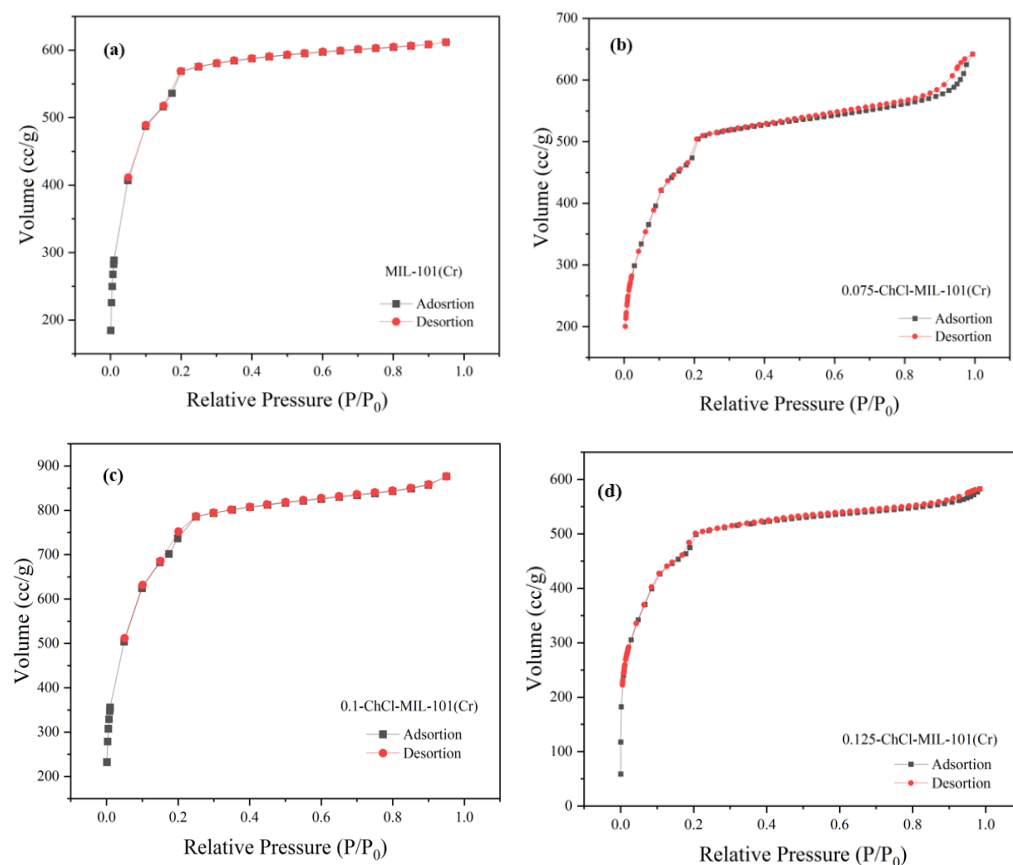 (a)
600
500
400
300
200
Volume (cc/g)
MIL-101(Cr)
Adosrtion
Desortion
0.0 0.2 0.4 0.6 0.8 1.0
Relative Pressure (P/P0)
(b)
700
600
500
400
300
200
Volume (cc/g)
0.075-ChCl-MIL-101(Cr)
Adsortion
Desortion
0.0 0.2 0.4 0.6 0.8 1.0
Relative Pressure (P/P0)
(c)
900
800
700
600
500
400
300
200
Volume (cc/g)
0.1-ChCl-MIL-101(Cr)
Adsortion
Desortion
0.0 0.2 0.4 0.6 0.8 1.0
Relative Pressure (P/P0)
(d)
600
500
400
300
200
100
0
Volume (cc/g)
0.125-ChCl-MIL-101(Cr)
Adsortion
Desortion
0.0 0.2 0.4 0.6 0.8 1.0
Relative Pressure (P/P0)